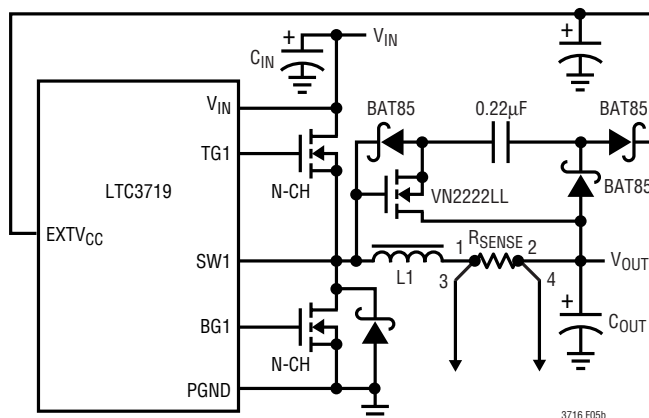 +
C_IN
V_IN
+
V_IN
BAT85
0.22µF
BAT85
TG1
LTC3719
N-CH
VN2222LL
BAT85
EXTV_CC
SW1
1
R_SENSE
2
V_OUT
L1
3
4
+
C_OUT
BG1
N-CH
PGND
3716 F05b